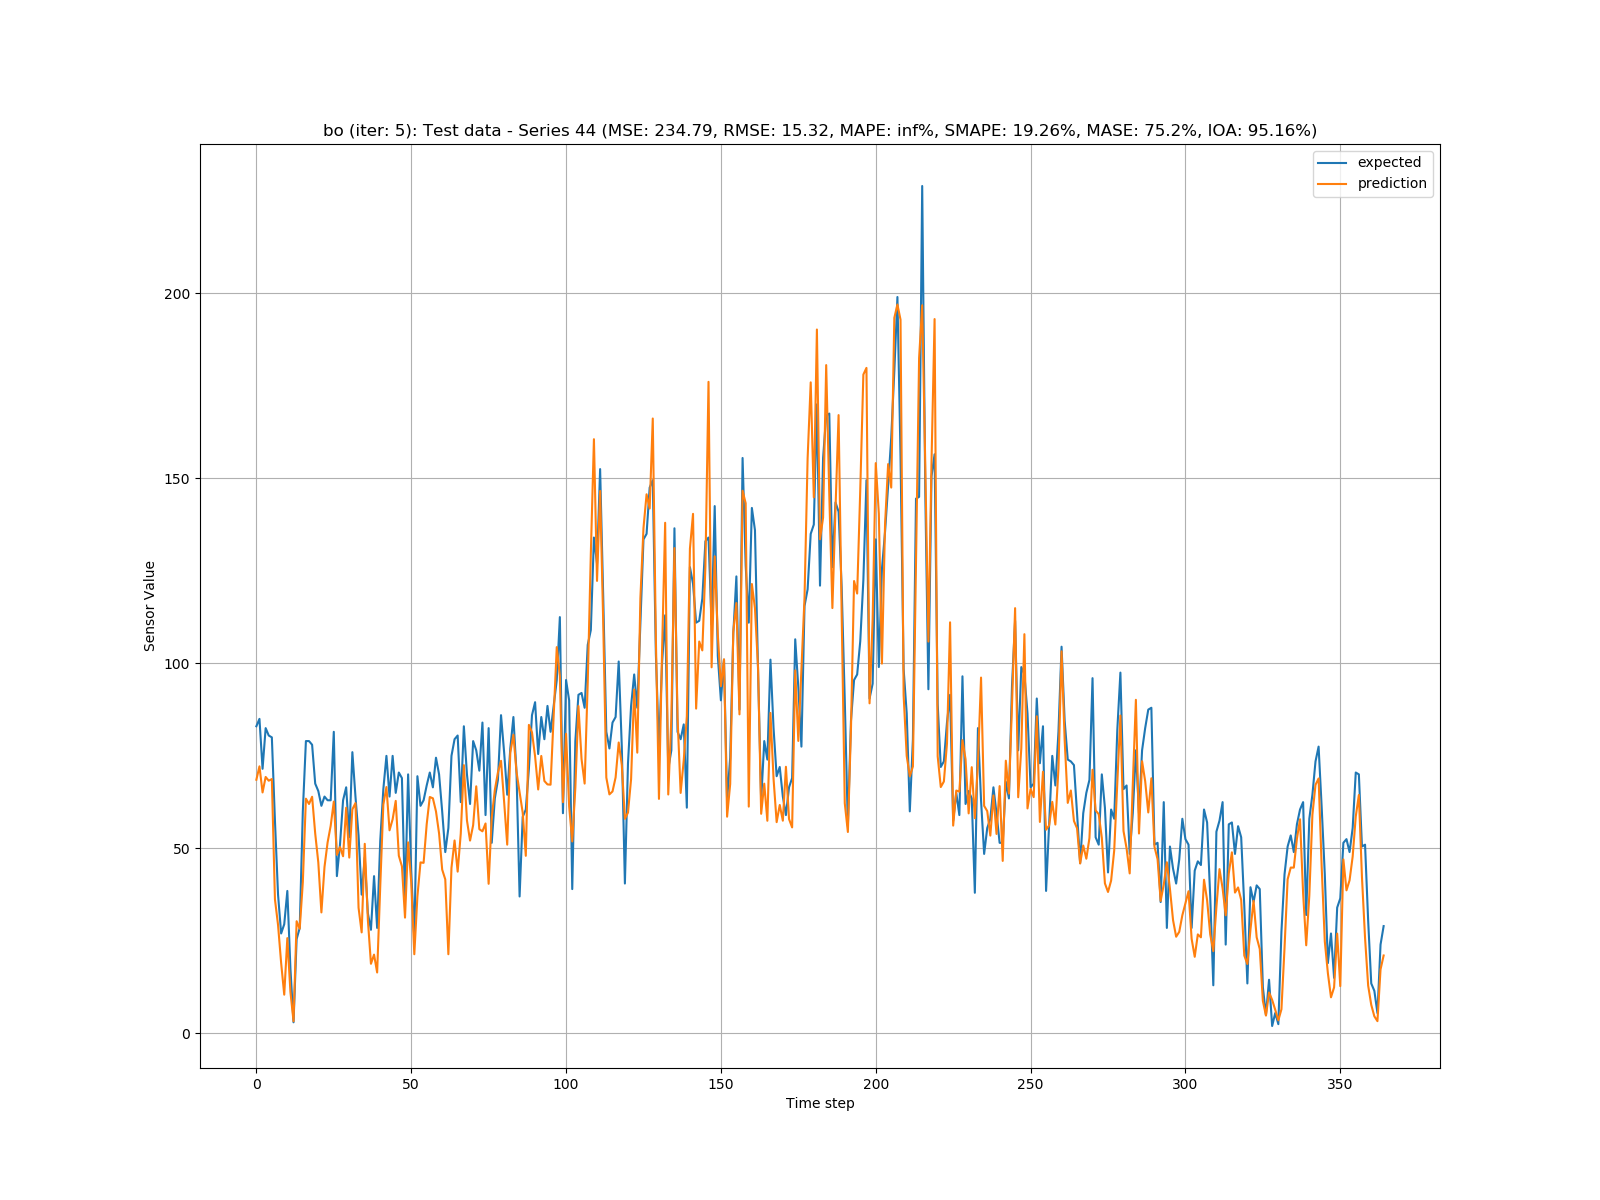 bo (iter: 5): Test data - Series 44 (MSE: 234.79, RMSE: 15.32, MAPE: inf%, SMAPE: 19.26%, MASE: 75.2%, IOA: 95.16%)
expected
prediction
200
150
100
50
0
Sensor Value
0 50 100 150 200 250 300 350
Time step